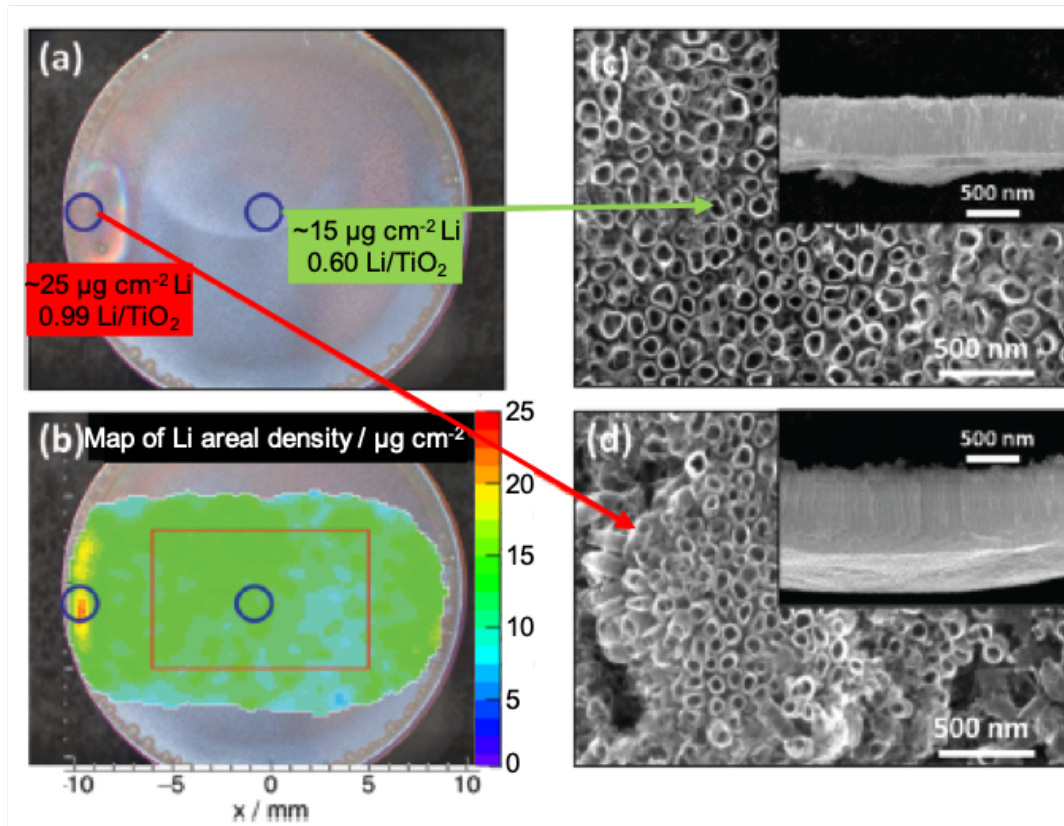 (a)
~15 µg cm⁻² Li
0.60 Li/TiO₂
~25 µg cm⁻² Li
0.99 Li/TiO₂
(b)
Map of Li areal density / µg cm⁻²
25
20
15
10
5
0
-10
−5
0
5
10
x / mm
(c)
500 nm
500 nm
(d)
500 nm
500 nm